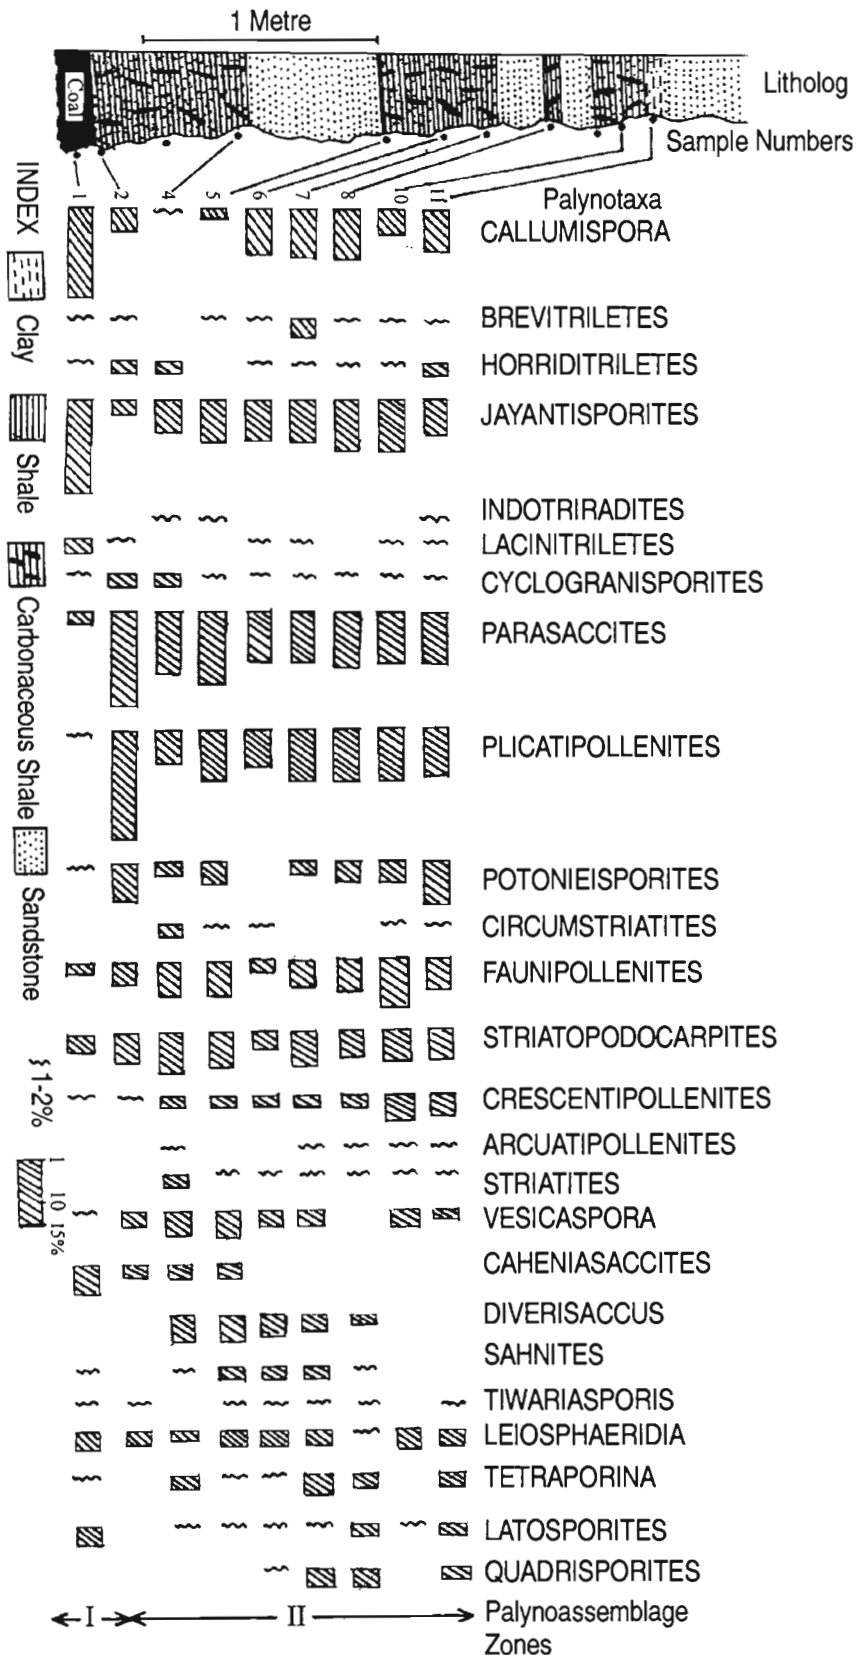 1 Metre
Coal
Litholog
Sample Numbers
1 2 4 5 6 7 8 10 11
Palynotaxa
CALLUMISPORA
BREVITRILETES
HORRIDITRILETES
JAYANTISPORITES
INDOTRIRADITES
LACINITRILETES
CYCLOGRANISPORITES
PARASACCITES
PLICATIPOLLENITES
POTONIEISPORITES
CIRCUMSTRIATITES
FAUNIPOLLENITES
STRIATOPODOCARPITES
CRESCENTIPOLLENITES
ARCUATIPOLLENITES
STRIATITES
VESICASPORA
CAHENIASACCITES
DIVERISACCUS
SAHNITES
TIWARIASPORIS
LEIOSPHAERIDIA
TETRAPORINA
LATOSPORITES
QUADRISPORITES
I II Palynoassemblage
Zones
INDEX
Clay
Shale
Carbonaceous Shale
Sandstone
1-2%
1 10 15%